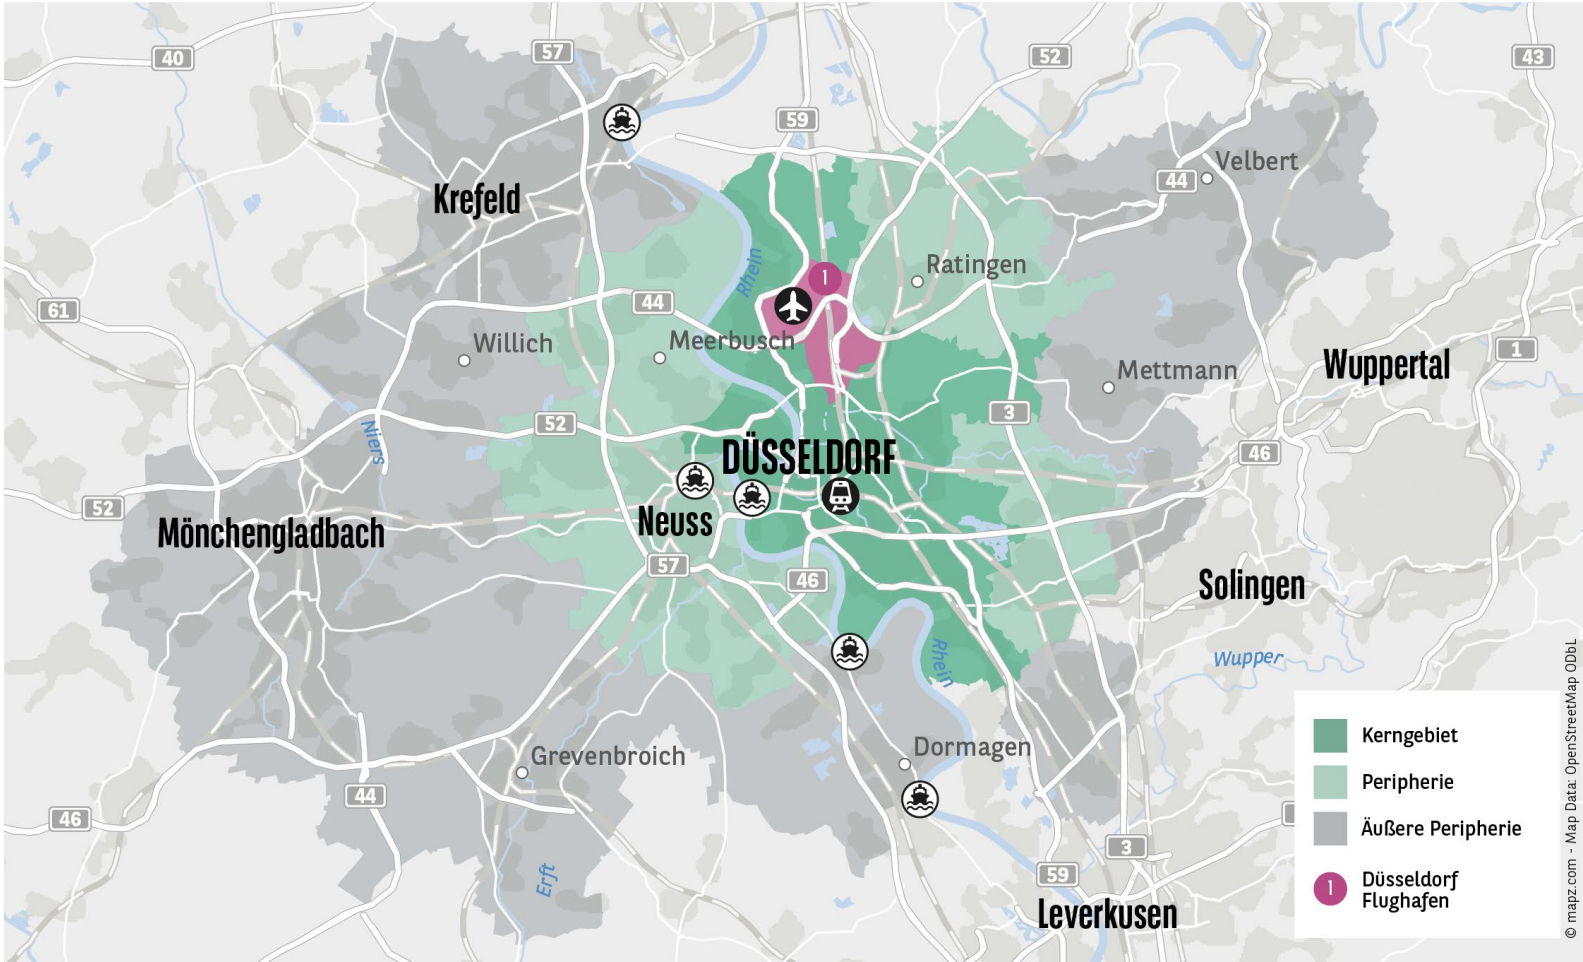 40
57
52
43
59
Velbert
44
Krefeld
Rhein
1
Ratingen
61
44
Willich
Meerbusch
Mettmann
Wuppertal
1
3
52
Niers
DÜSSELDORF
46
52
Mönchengladbach
Neuss
57
46
Solingen
Rhein
Wupper
Dormagen
Grevenbroich
44
46
3
59
Erft
Leverkusen
Kerngebiet
Peripherie
Äußere Peripherie
1
Düsseldorf
Flughafen
© mapz.com - Map Data: OpenStreetMap ODbL